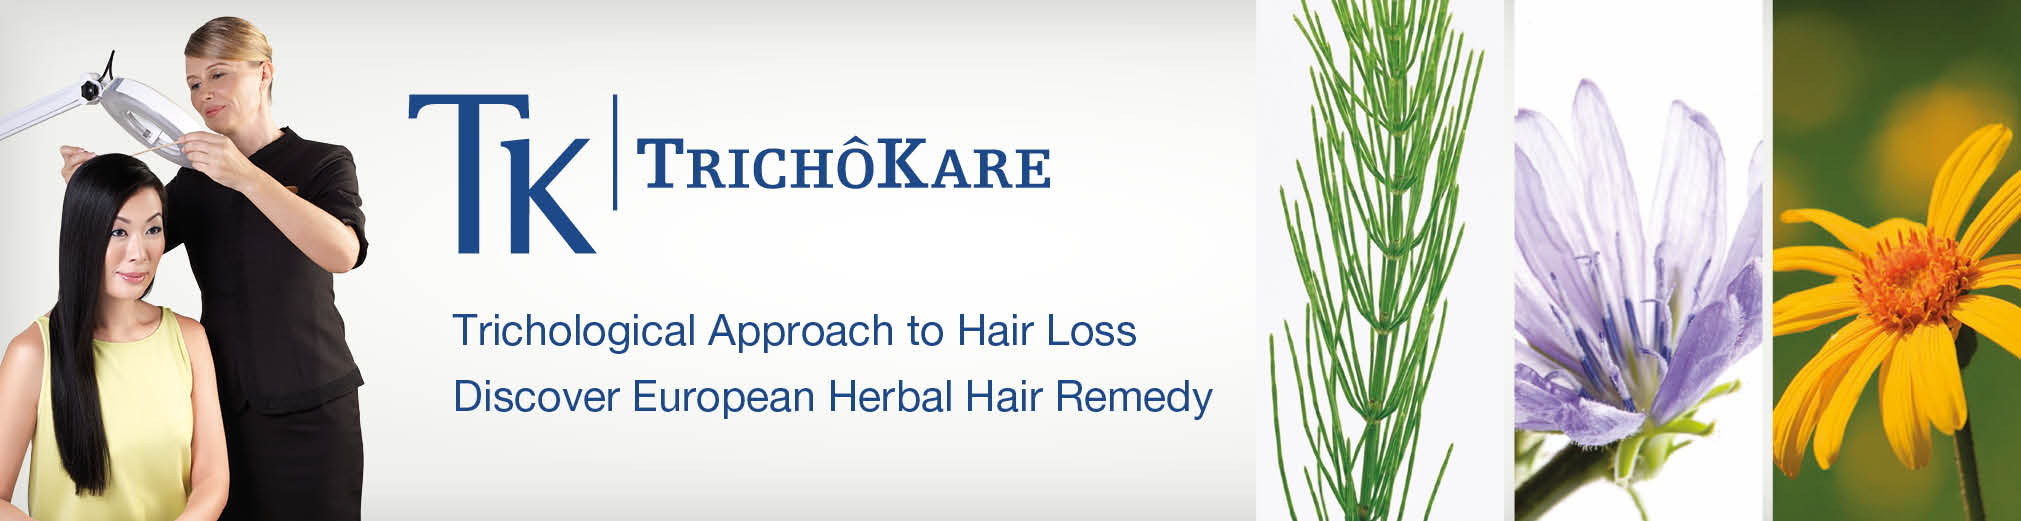 TK | TRICHÔKARE
Trichological Approach to Hair Loss
Discover European Herbal Hair Remedy